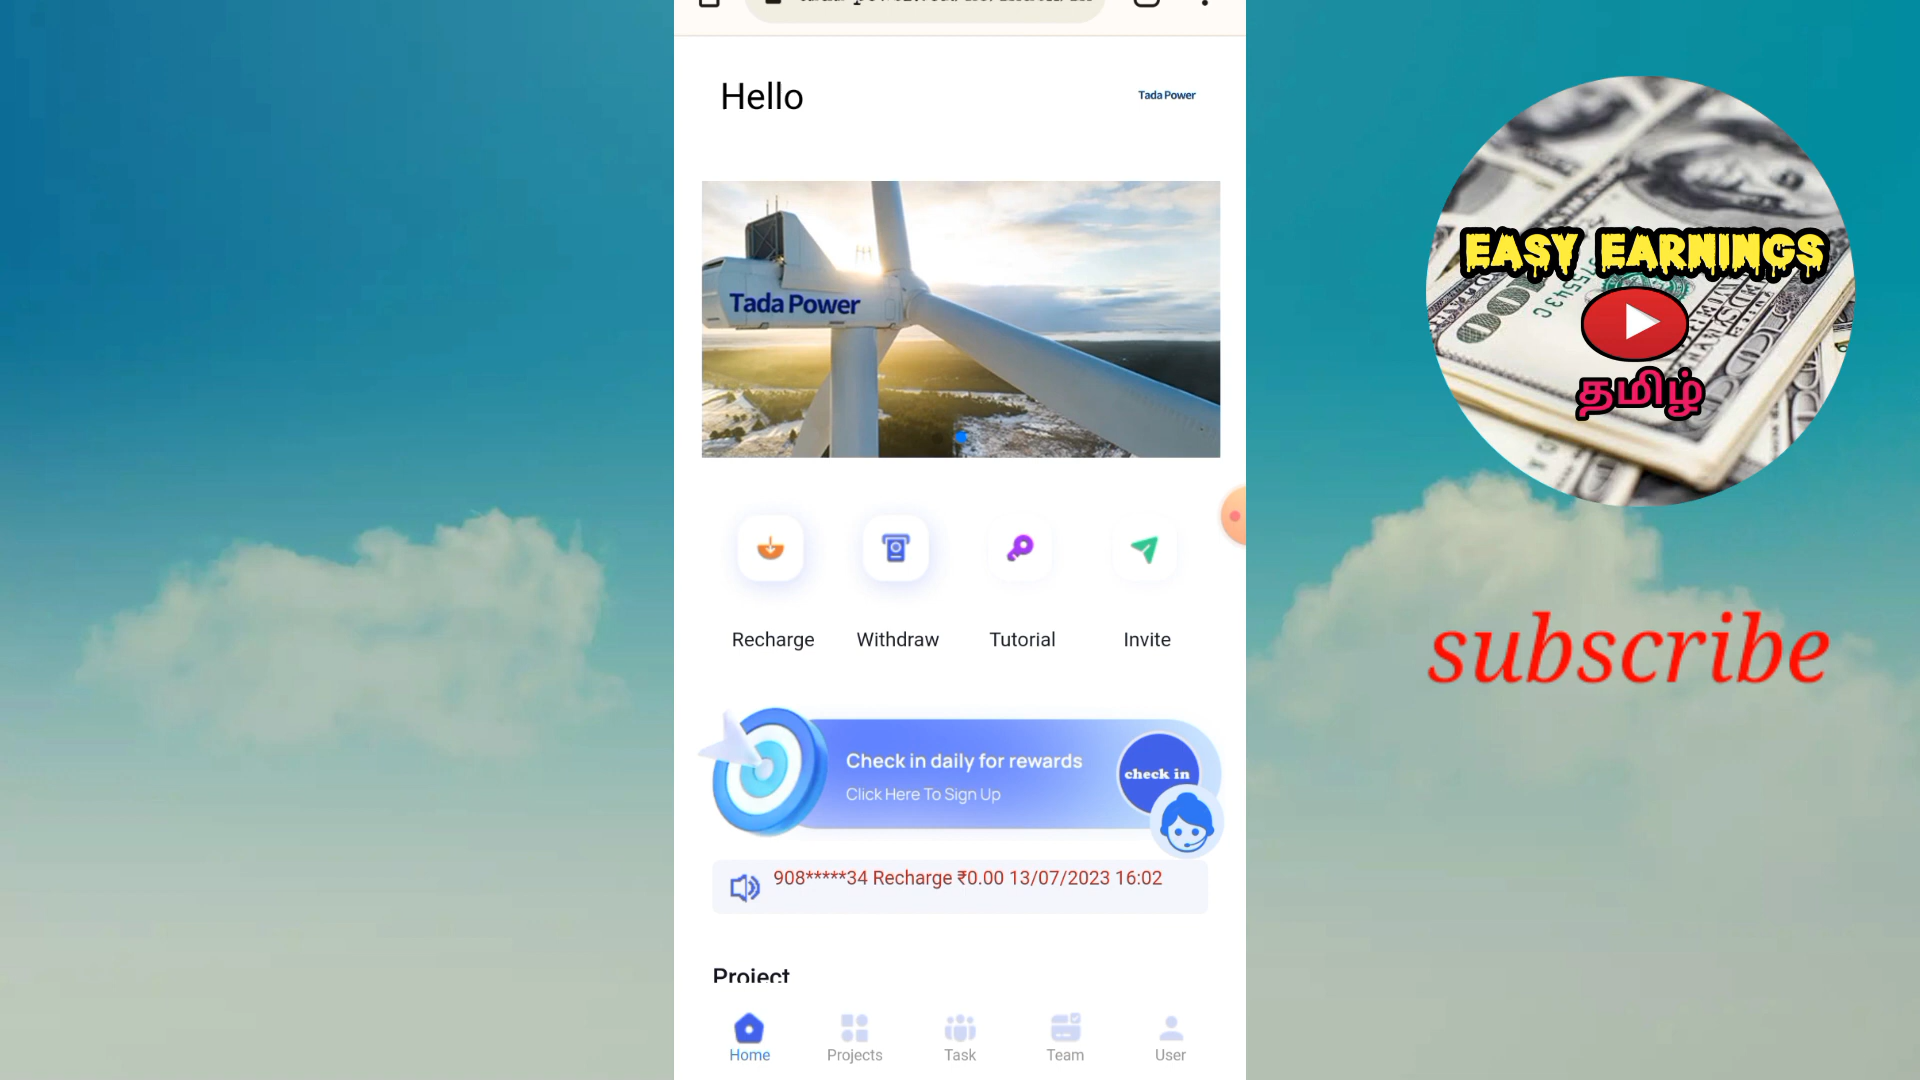 Hello
Tada Power
Tada Power
Recharge
Withdraw
Tutorial
Invite
Check in daily for rewards
Click Here To Sign Up
check in
908*****34 Recharge ₹0.00 13/07/2023 16:02
Project
Home
Projects
Task
Team
User
EASY EARNINGS
தமிழ்
subscribe